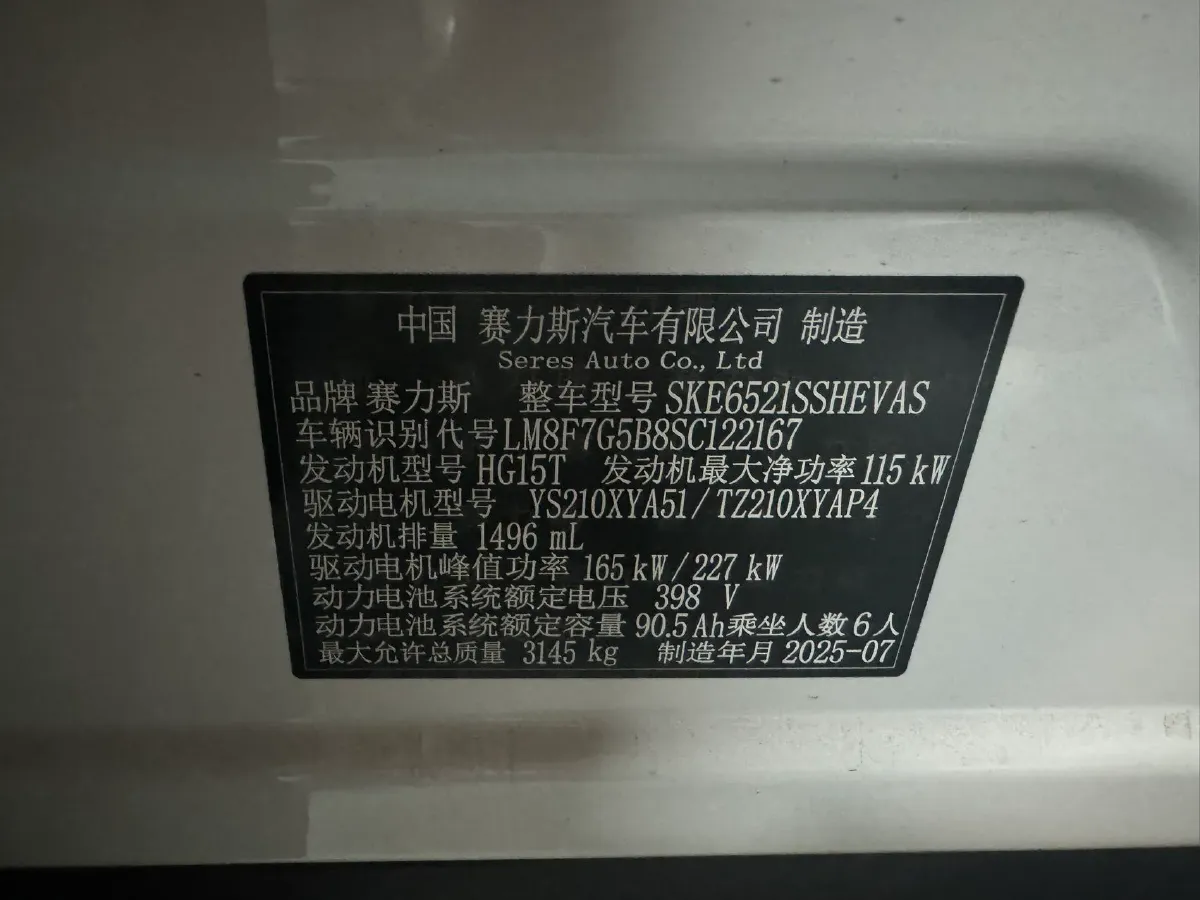 中国 赛力斯汽车有限公司 制造
Seres Auto Co., Ltd
品牌 赛力斯 整车型号 SKE6521SSHEVAS
车辆识别代号 LM8F7G5B8SC122167
发动机型号 HG15T 发动机最大净功率 115 kW
驱动电机型号 YS210XYA51/TZ210XYAP4
发动机排量 1496 mL
驱动电机峰值功率 165 kW/227 kW
动力电池系统额定电压 398 V
动力电池系统额定容量 90.5 Ah 乘坐人数 6人
最大允许总质量 3145 kg 制造年月 2025-07